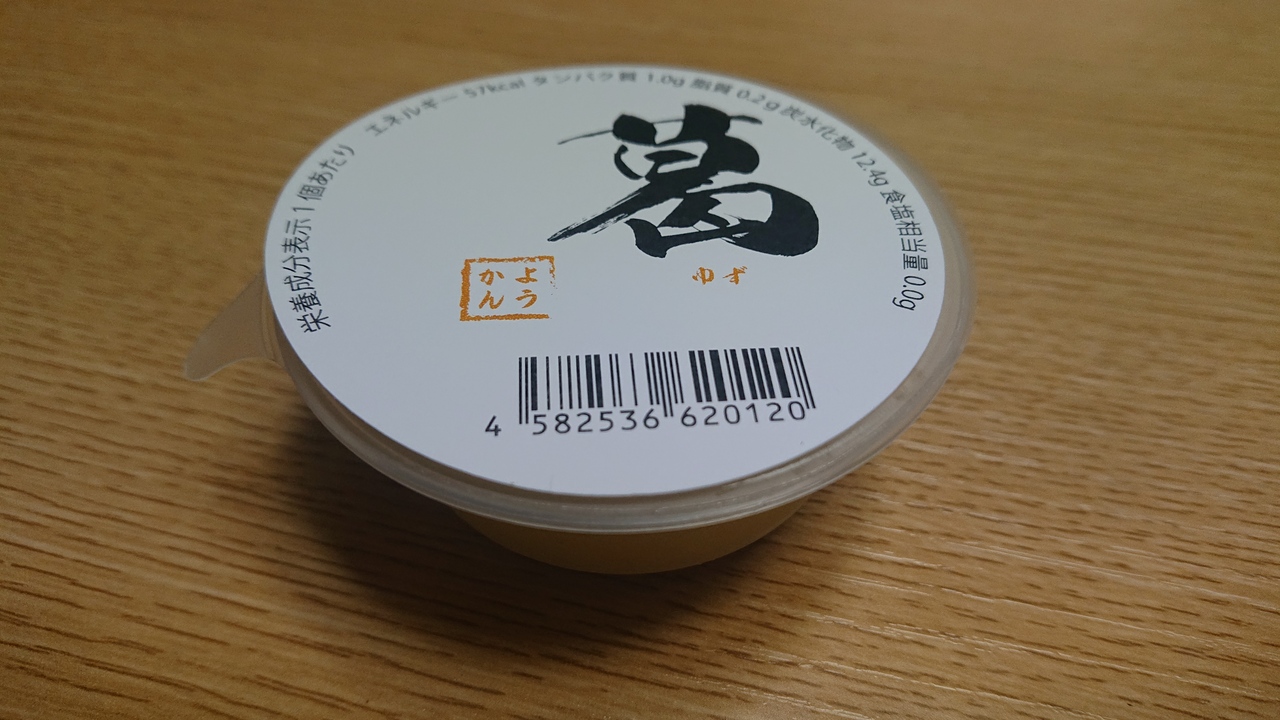 栄養成分表示 1個あたり エネルギー 57kcal タンパク質 1.0g 脂質 0.2g 炭水化物 12.4g 食塩相当量 0.0g
葛
よう
かん
ゆず
4 582536 620120